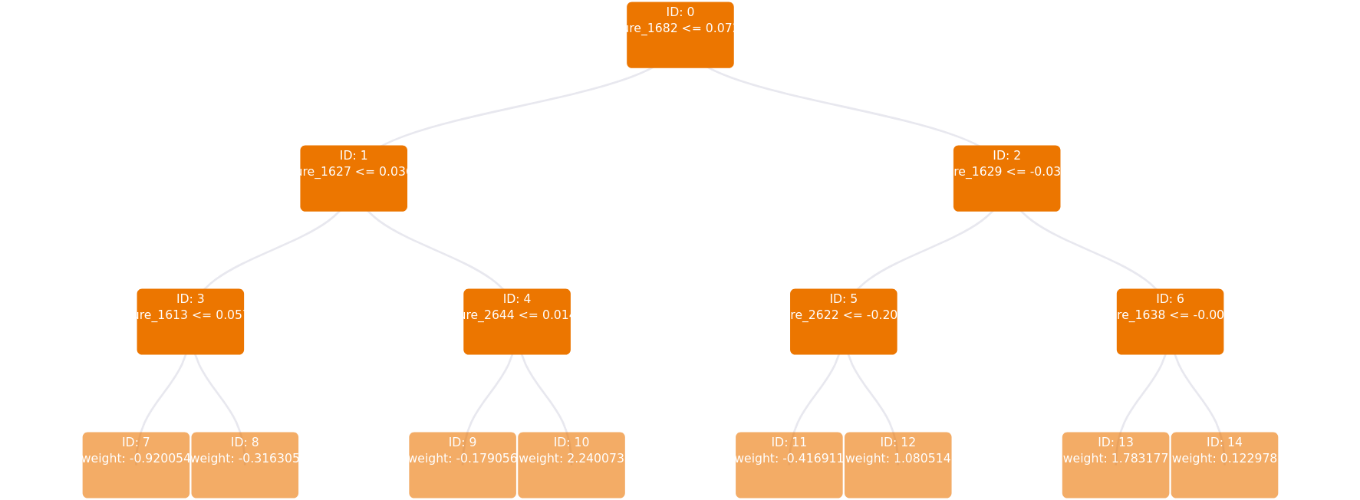 ID: 0
ure_1682 <= 0.07
ID: 1
ure_1627 <= 0.03
ID: 2
ure_1629 <= -0.03
ID: 3
ure_1613 <= 0.05
ID: 4
ure_2644 <= 0.01
ID: 5
ure_2622 <= -0.20
ID: 6
ure_1638 <= -0.00
ID: 7
weight: -0.920054
ID: 8
weight: -0.316305
ID: 9
weight: -0.179056
ID: 10
weight: 2.240073
ID: 11
weight: -0.416911
ID: 12
weight: 1.080514
ID: 13
weight: 1.783177
ID: 14
weight: 0.122978